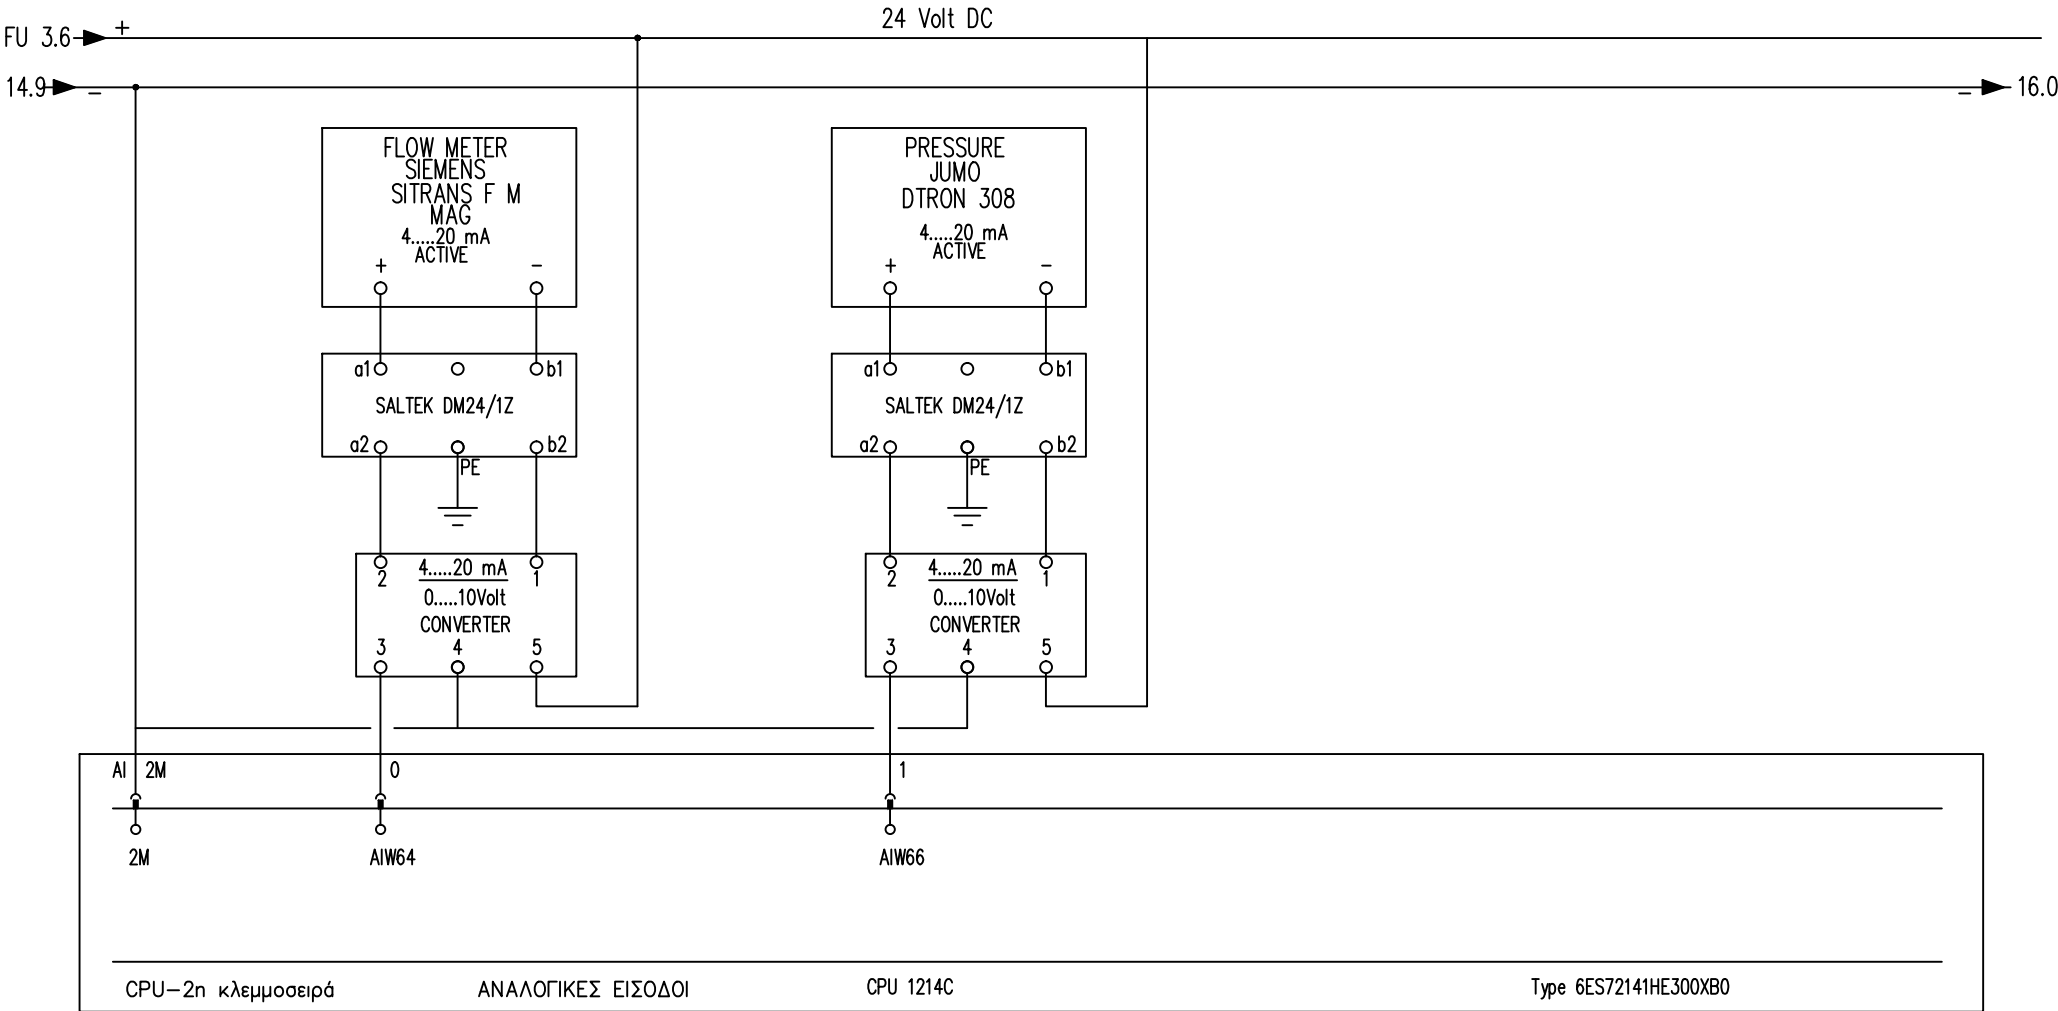 24 Volt DC
FU 3.6 +
14.9 – – 16.0
FLOW METER
SIEMENS
SITRANS F M
MAG
4.....20 mA
ACTIVE
+ –
PRESSURE
JUMO
DTRON 308
4.....20 mA
ACTIVE
+ –
a1 b1
SALTEK DM24/1Z
a2 b2
PE
a1 b1
SALTEK DM24/1Z
a2 b2
PE
2 4.....20 mA 1
0.....10Volt
CONVERTER
3 4 5
2 4.....20 mA 1
0.....10Volt
CONVERTER
3 4 5
AI 2M 0 1
2M AIW64 AIW66
CPU–2η κλεμμοσειρά ΑΝΑΛΟΓΙΚΕΣ ΕΙΣΟΔΟΙ CPU 1214C Type 6ES72141HE300XB0